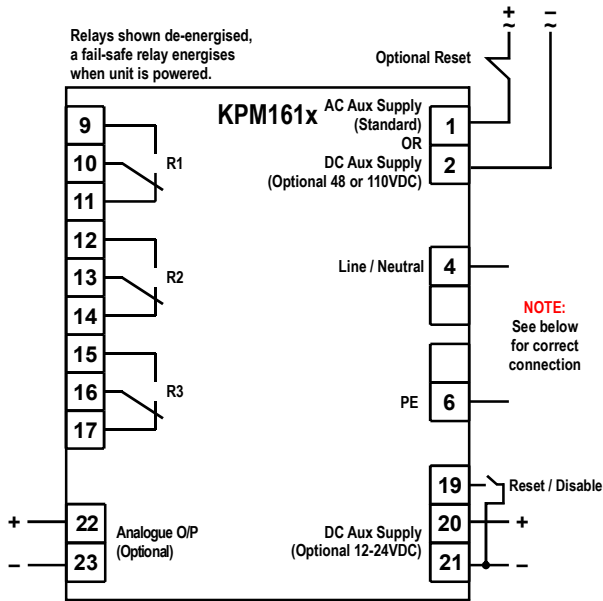 Relays shown de-energised,
a fail-safe relay energises
when unit is powered.
+
~
–
~
Optional Reset
KPM161x
AC Aux Supply
(Standard)
OR
DC Aux Supply
(Optional 48 or 110VDC)
1
2
9
10
11
R1
12
13
14
R2
15
16
17
R3
Line / Neutral
4
NOTE:
See below
for correct
connection
PE
6
19
20
21
Reset / Disable
+
–
DC Aux Supply
(Optional 12-24VDC)
+
–
22
23
Analogue O/P
(Optional)